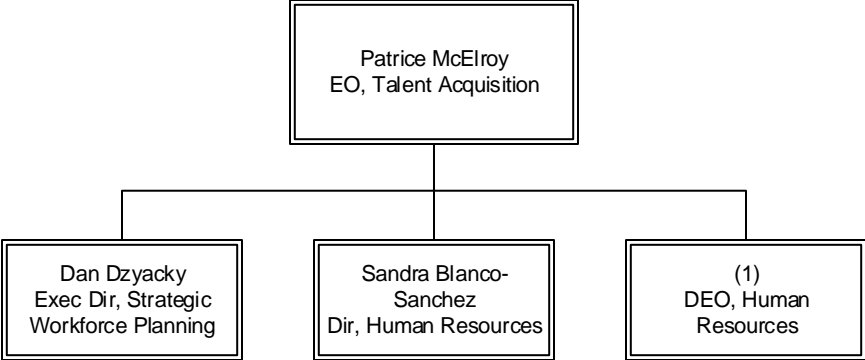 Patrice McElroy
EO, Talent Acquisition
Dan Dzyacky
Exec Dir, Strategic
Workforce Planning
Sandra Blanco-
Sanchez
Dir, Human Resources
(1)
DEO, Human
Resources